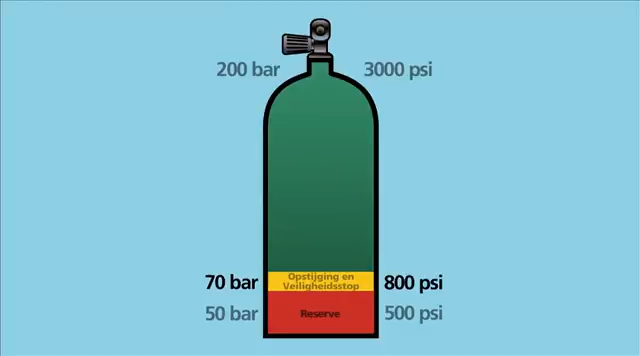 200 bar 3000 psi
70 bar Opstijging en Veiligheidsstop 800 psi
50 bar Reserve 500 psi